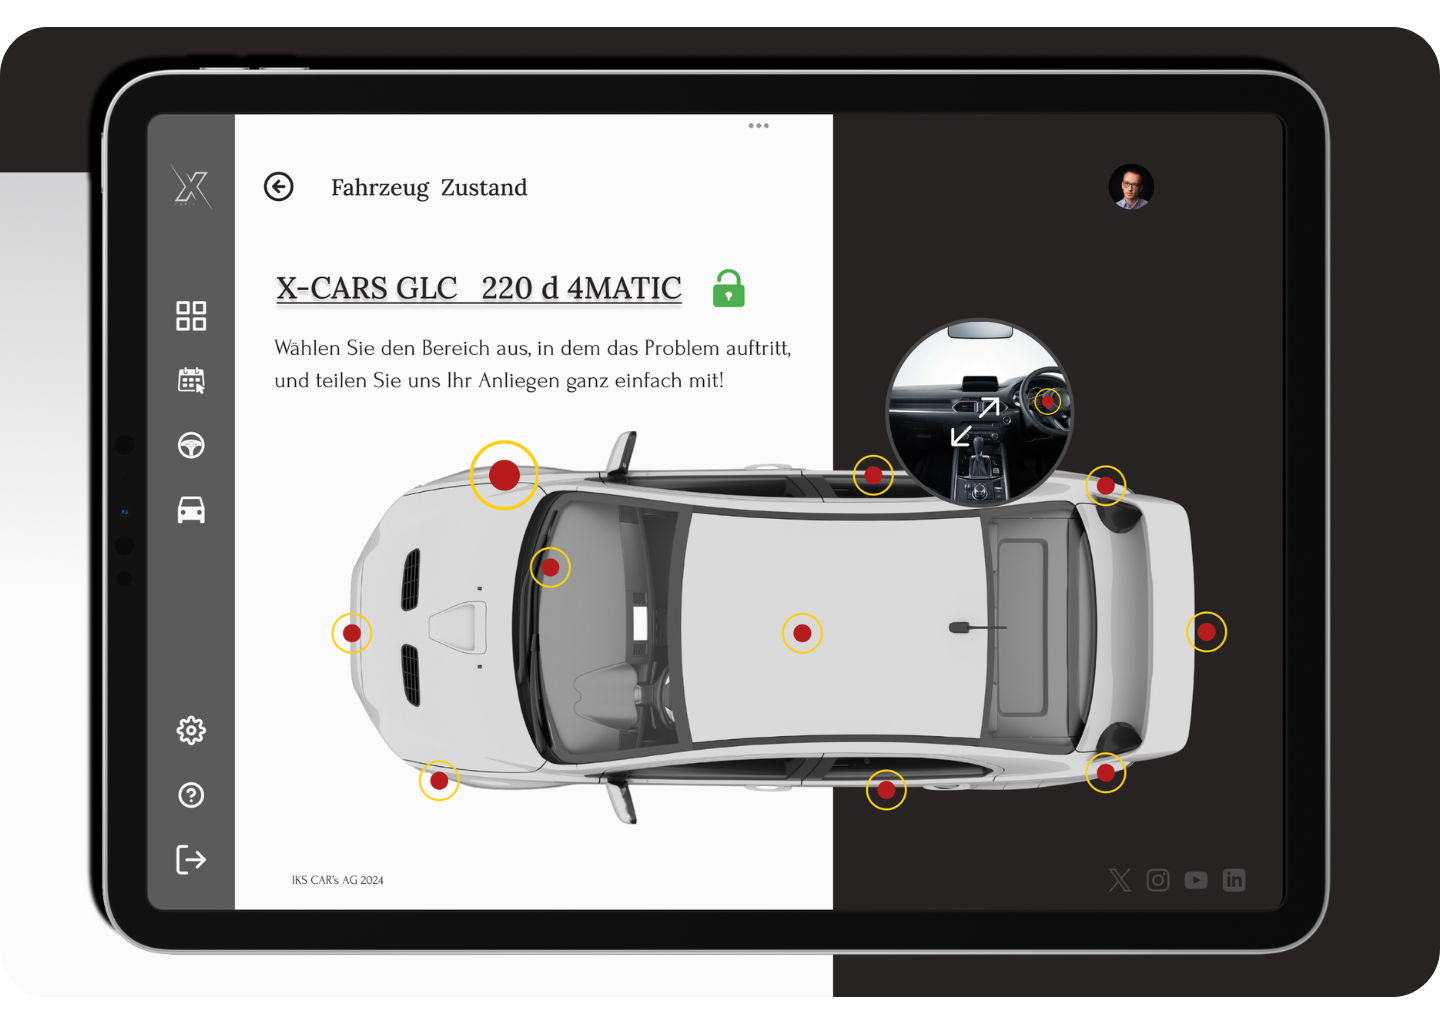 Fahrzeug Zustand
X-CARS GLC 220 d 4MATIC
Wählen Sie den Bereich aus, in dem das Problem auftritt,
und teilen Sie uns Ihr Anliegen ganz einfach mit!
IKS CAR's AG 2024